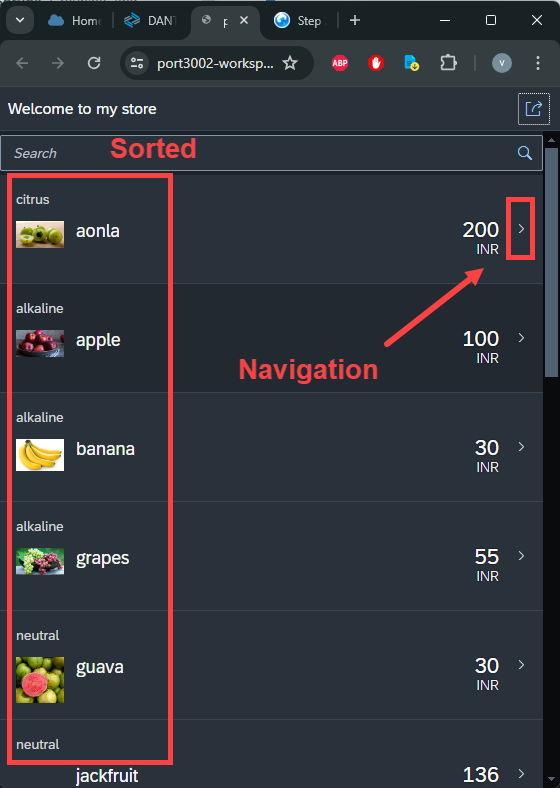 Home
DANT
p
Step
port3002-worksp...
ABP
V
Welcome to my store
Search
Sorted
citrus
aonla
200
INR
alkaline
apple
100
INR
Navigation
alkaline
banana
30
INR
alkaline
grapes
55
INR
neutral
guava
30
INR
neutral
jackfruit
136